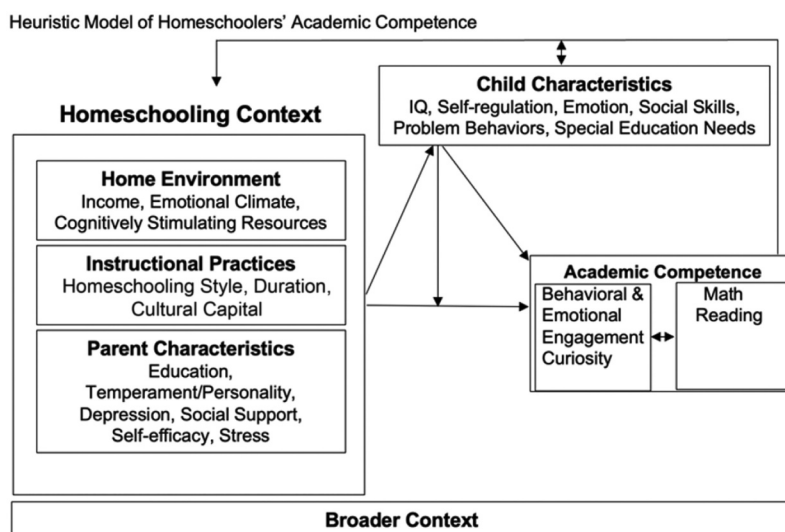 Heuristic Model of Homeschoolers’ Academic Competence
Child Characteristics
IQ, Self-regulation, Emotion, Social Skills,
Problem Behaviors, Special Education Needs
Homeschooling Context
Home Environment
Income, Emotional Climate,
Cognitively Stimulating Resources
Instructional Practices
Homeschooling Style, Duration,
Cultural Capital
Parent Characteristics
Education,
Temperament/Personality,
Depression, Social Support,
Self-efficacy, Stress
Academic Competence
Behavioral &
Emotional
Engagement
Curiosity
Math
Reading
Broader Context